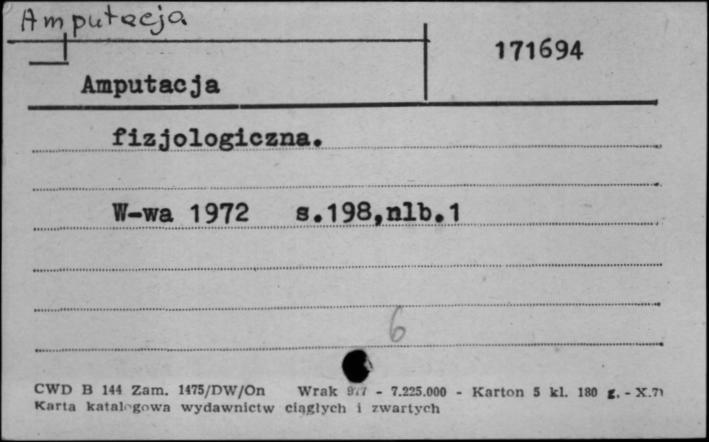 Amputacja
171694
Amputacja
fizjologiczna.
W-wa 1972 s.198,nlb.1
6
CWD B 144 Zam. 1475/DW/On Wrak - 7.225.000 - Karton 5 kl. 180 g. - X.71
Karta katalogowa wydawnictw ciągłych i zwartych